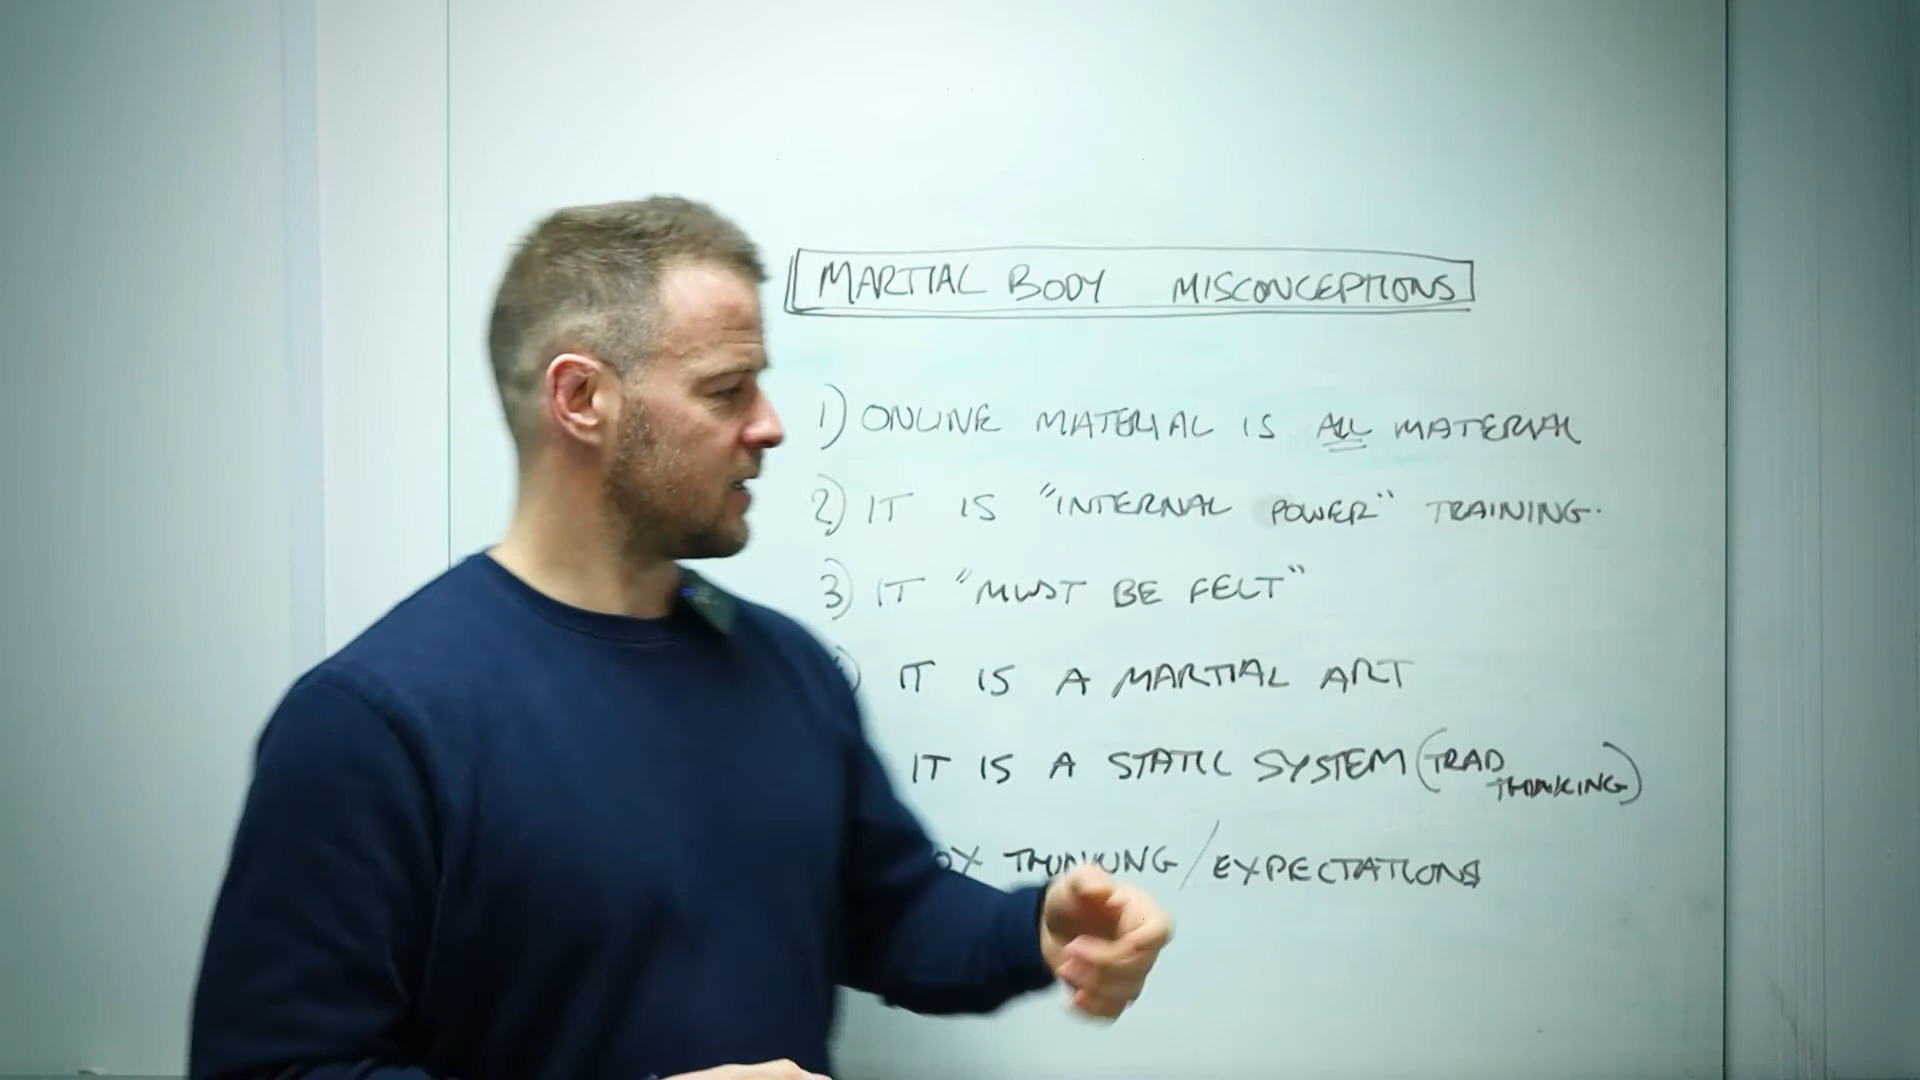 MARTIAL BODY MISCONCEPTIONS
1) ONLINE MATERIAL IS ALL MATERIAL
2) IT IS "INTERNAL POWER" TRAINING.
3) IT "MUST BE FELT"
) IT IS A MARTIAL ART
IT IS A STATIC SYSTEM (TRAD THINKING)
THINKING / EXPECTATIONS